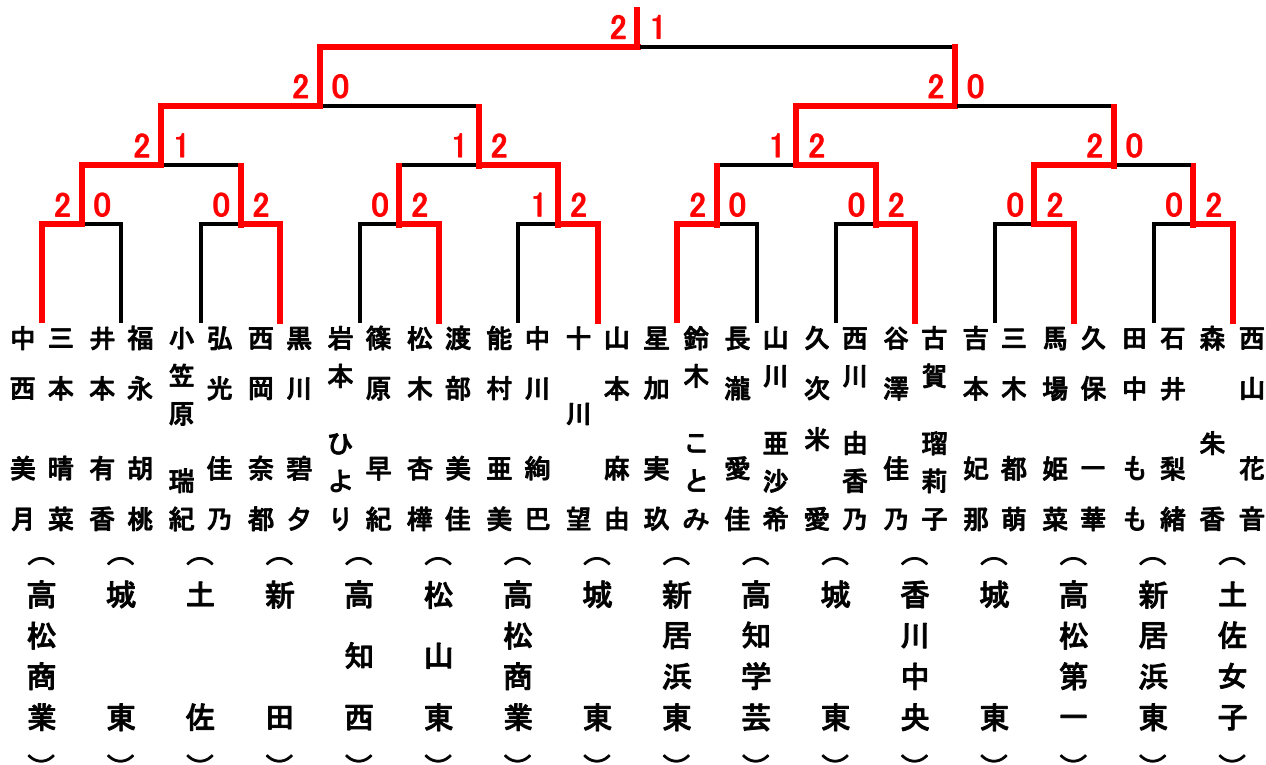 2 1
2 0 2 0
2 1 1 2 1 2 2 0
2 0 0 2 0 2 1 2 2 0 0 2 0 2 0 2
中西 美月
三本 晴菜
（高松商業）
井本 有香
福永 胡桃
（城東）
小笠原 瑞紀
弘光 佳乃
（土佐）
西岡 奈都
黒川 碧夕
（新田）
岩本 ひより
篠原 早紀
（高知西）
松木 杏樺
渡部 美佳
（松山東）
能村 亜美
中川 絢巴
（高松商業）
十川 望
山本 麻由
（城東）
星加 実玖
鈴木 ことみ
（新居浜東）
長瀧 愛佳
山川 亜沙希
（高知学芸）
久次米 愛
西川 由香乃
（城東）
谷澤 佳乃
古賀 瑠莉子
（香川中央）
吉本 妃那
三木 都萌
（城東）
馬場 姫菜
久保 一華
（高松第一）
田中 もも
石井 梨緒
（新居浜東）
森 朱香
西山 花音
（土佐女子）